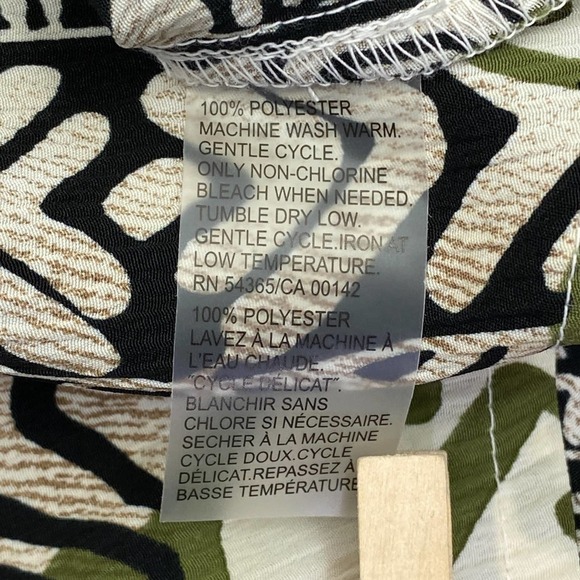 100% POLYESTER
MACHINE WASH WARM.
GENTLE CYCLE.
ONLY NON-CHLORINE
BLEACH WHEN NEEDED.
TUMBLE DRY LOW.
GENTLE CYCLE.IRON AT
LOW TEMPERATURE.
RN 54365/CA 00142
100% POLYESTER
LAVEZ À LA MACHINE À
L'EAU CHAUDE.
"CYCLE DÉLICAT".
BLANCHIR SANS
CHLORE SI NÉCESSAIRE.
SECHER À LA MACHINE
CYCLE DOUX.CYCLE
DÉLICAT.REPASSEZ À
BASSE TEMPÉRATURE